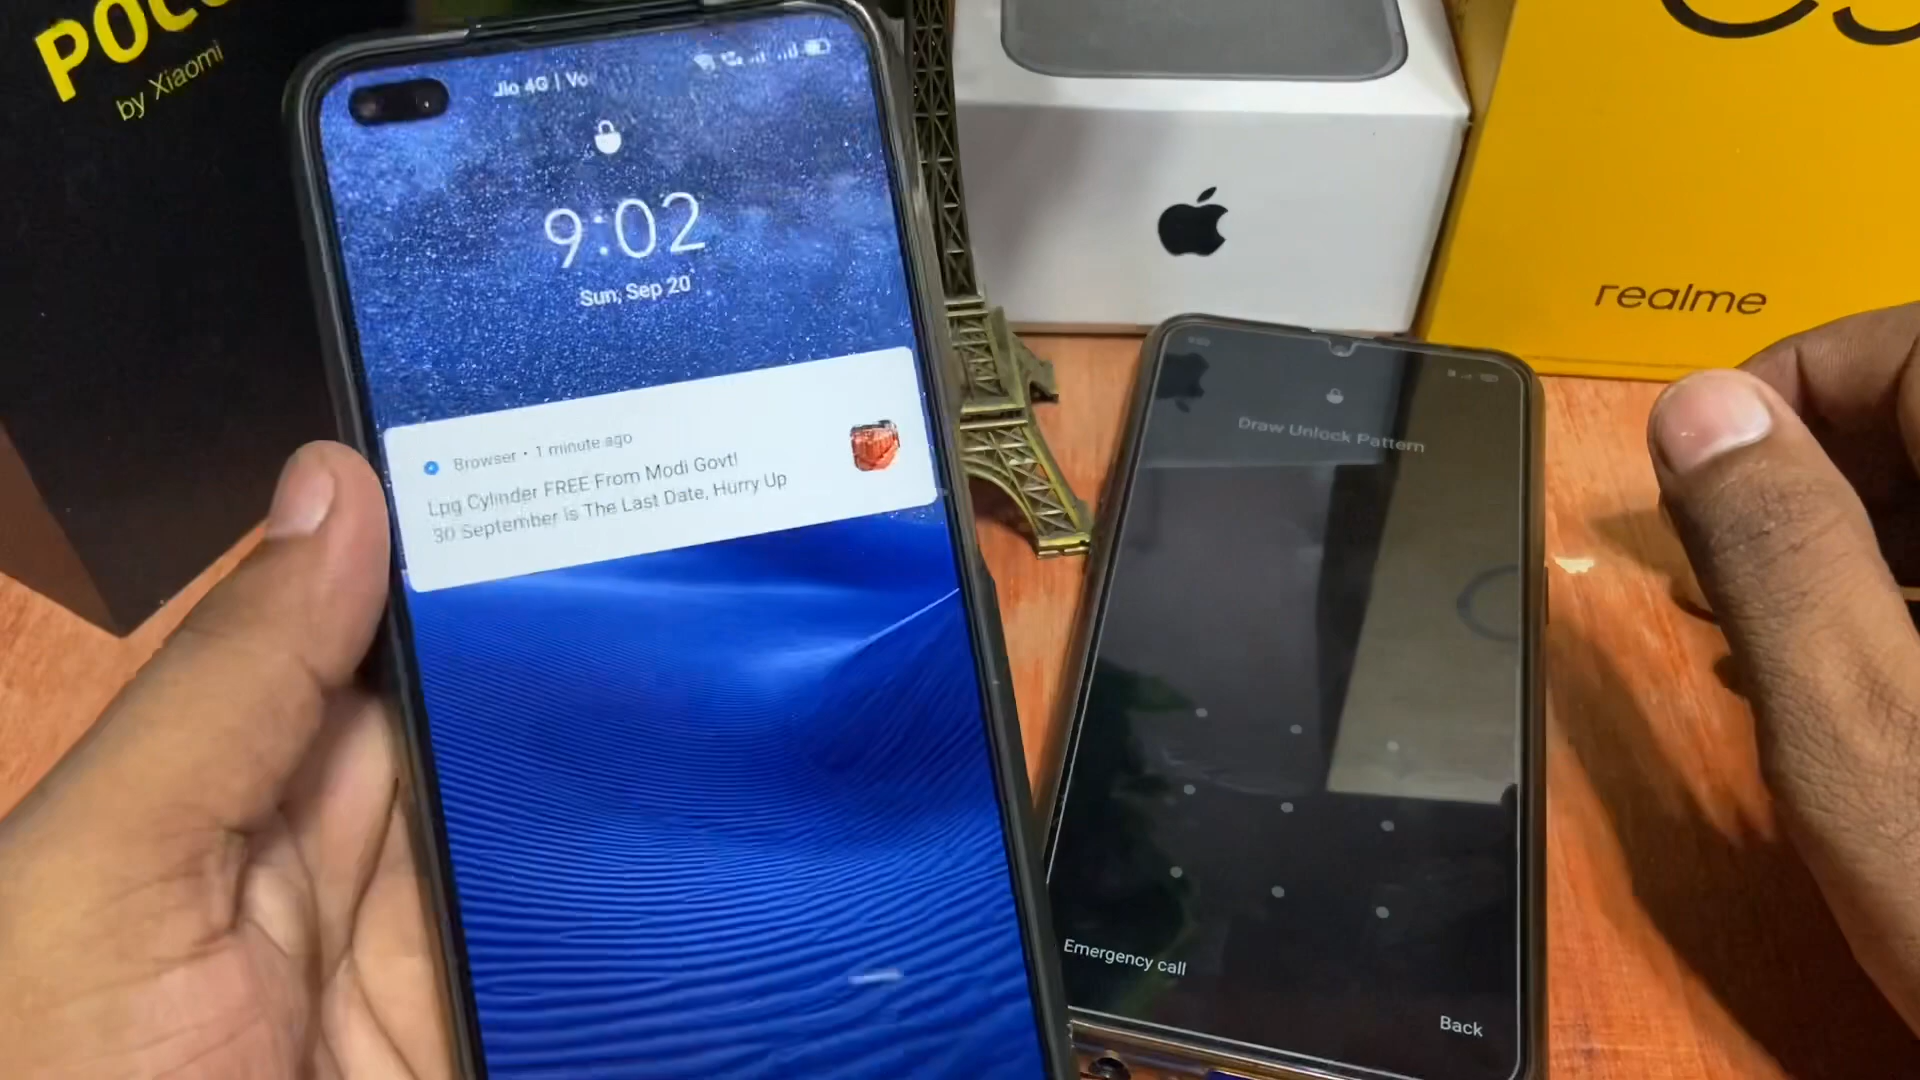 POCO
by Xiaomi
Jio 4G | Vo
9:02
Sun, Sep 20
Browser • 1 minute ago
Lpg Cylinder FREE From Modi Govt!
30 September Is The Last Date, Hurry Up
realme
Draw Unlock Pattern
Emergency call
Back